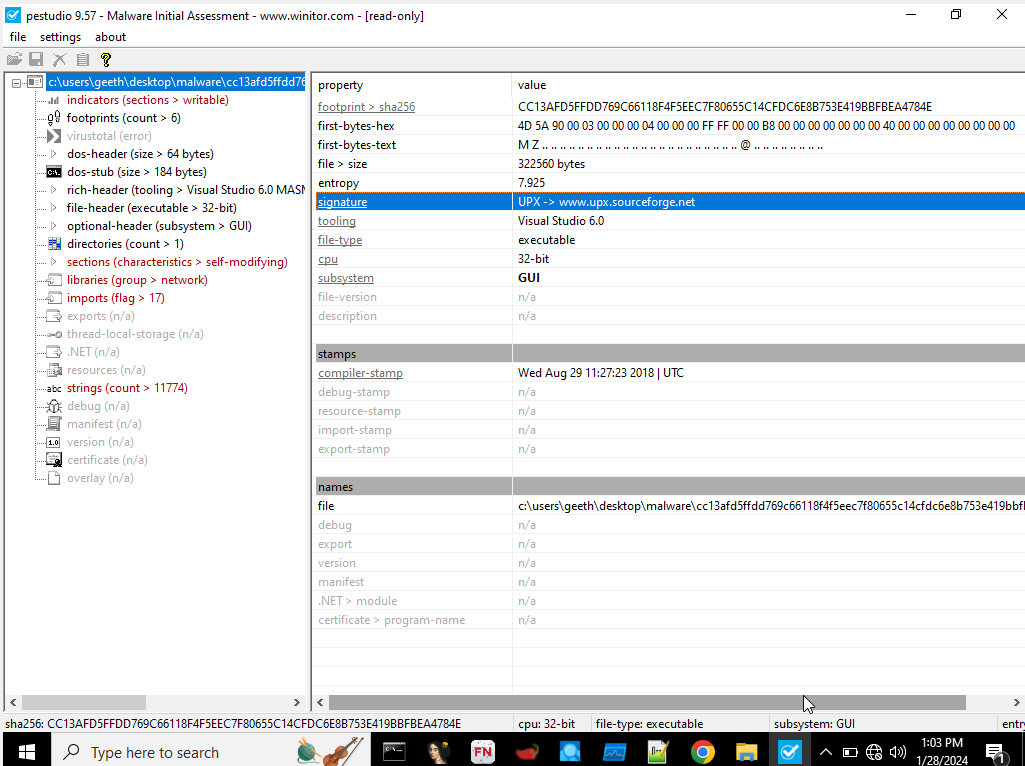 pestudio 9.57 - Malware Initial Assessment - www.winitor.com - [read-only]
file settings about
c:\users\geeth\desktop\malware\cc13afd5ffdd76
indicators (sections > writable)
footprints (count > 6)
virustotal (error)
dos-header (size > 64 bytes)
dos-stub (size > 184 bytes)
rich-header (tooling > Visual Studio 6.0 MASM
file-header (executable > 32-bit)
optional-header (subsystem > GUI)
directories (count > 1)
sections (characteristics > self-modifying)
libraries (group > network)
imports (flag > 17)
exports (n/a)
thread-local-storage (n/a)
.NET (n/a)
resources (n/a)
abc strings (count > 11774)
debug (n/a)
manifest (n/a)
1.0 version (n/a)
certificate (n/a)
overlay (n/a)
property value
footprint > sha256 CC13AFD5FFDD769C66118F4F5EEC7F80655C14CFDC6E8B753E419BBFBEA4784E
first-bytes-hex 4D 5A 90 00 03 00 00 00 04 00 00 00 FF FF 00 00 B8 00 00 00 00 00 00 00 40 00 00 00 00 00 00 00 00 00
first-bytes-text M Z .. .. .. .. .. .. .. .. .. .. .. .. .. .. .. .. .. .. .. .. .. .. @ .. .. .. .. .. .. .. ..
file > size 322560 bytes
entropy 7.925
signature UPX -> www.upx.sourceforge.net
tooling Visual Studio 6.0
file-type executable
cpu 32-bit
subsystem GUI
file-version n/a
description n/a
stamps
compiler-stamp Wed Aug 29 11:27:23 2018 | UTC
debug-stamp n/a
resource-stamp n/a
import-stamp n/a
export-stamp n/a
names
file c:\users\geeth\desktop\malware\cc13afd5ffdd769c66118f4f5eec7f80655c14cfdc6e8b753e419bbf
debug n/a
export n/a
version n/a
manifest n/a
.NET > module n/a
certificate > program-name n/a
sha256: CC13AFD5FFDD769C66118F4F5EEC7F80655C14CFDC6E8B753E419BBFBEA4784E cpu: 32-bit file-type: executable subsystem: GUI entr
Type here to search
FN
1:03 PM
1/28/2024
1